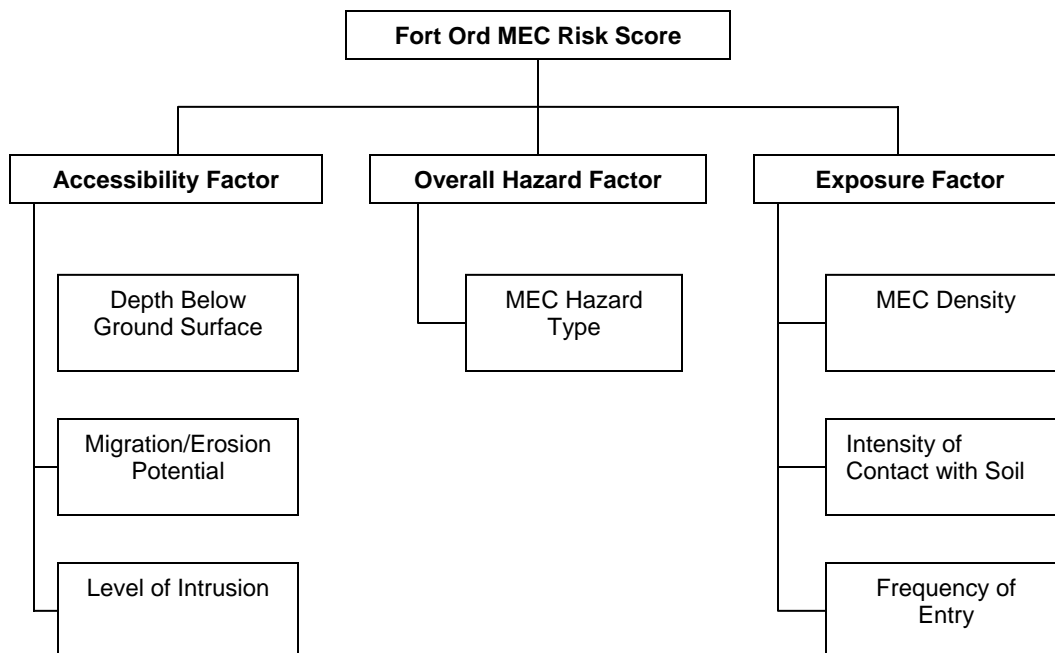 Fort Ord MEC Risk Score
Accessibility Factor
Overall Hazard Factor
Exposure Factor
Depth Below
Ground Surface
MEC Hazard
Type
MEC Density
Migration/Erosion
Potential
Intensity of
Contact with Soil
Level of Intrusion
Frequency of
Entry